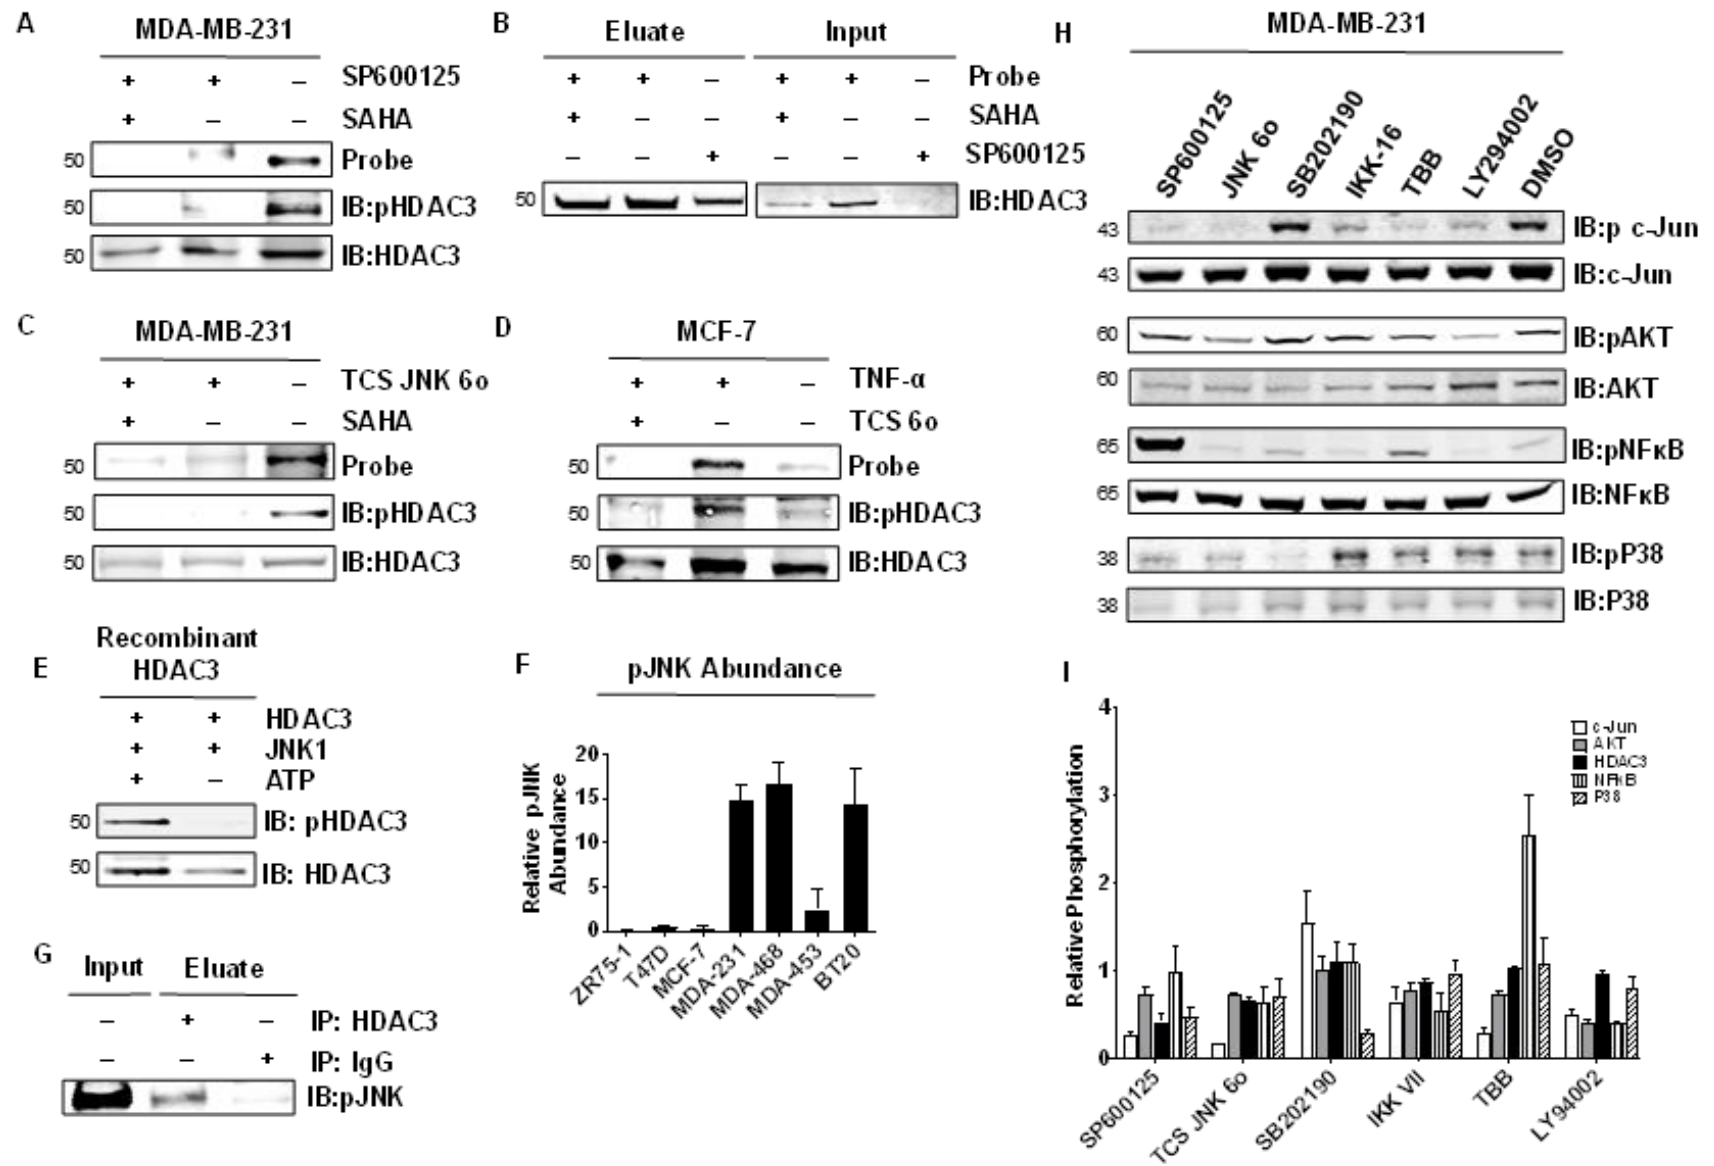 A
MDA-MB-231
+ + – SP600125
+ – – SAHA
50 Probe
50 IB:pHDAC3
50 IB:HDAC3
B
Eluate Input
+ + – + + – Probe
+ – – + – – SAHA
– – + – – + SP600125
50 IB:HDAC3
C
MDA-MB-231
+ + – TCS JNK 6o
+ – – SAHA
50 Probe
50 IB:pHDAC3
50 IB:HDAC3
D
MCF-7
+ + – TNF-α
+ – – TCS 6o
50 Probe
50 IB:pHDAC3
50 IB:HDAC3
E
Recombinant
HDAC3
+ + HDAC3
+ + JNK1
+ – ATP
50 IB: pHDAC3
50 IB: HDAC3
F
pJNK Abundance
Relative pJNK
Abundance
20
15
10
5
0
ZR75-1
T47D
MCF-7
MDA-231
MDA-468
MDA-453
BT20
G
Input Eluate
– + – IP: HDAC3
– – + IP: IgG
IB:pJNK
H
MDA-MB-231
SP600125
JNK 6o
SB202190
IKK-16
TBB
LY294002
DMSO
43 IB:p c-Jun
43 IB:c-Jun
60 IB:pAKT
60 IB:AKT
65 IB:pNFκB
65 IB:NFκB
38 IB:pP38
38 IB:P38
I
Relative Phosphorylation
4
3
2
1
0
c-Jun
AKT
HDAC3
NFκB
P38
SP600125
TCS JNK 6o
SB202190
IKK VII
TBB
LY94002